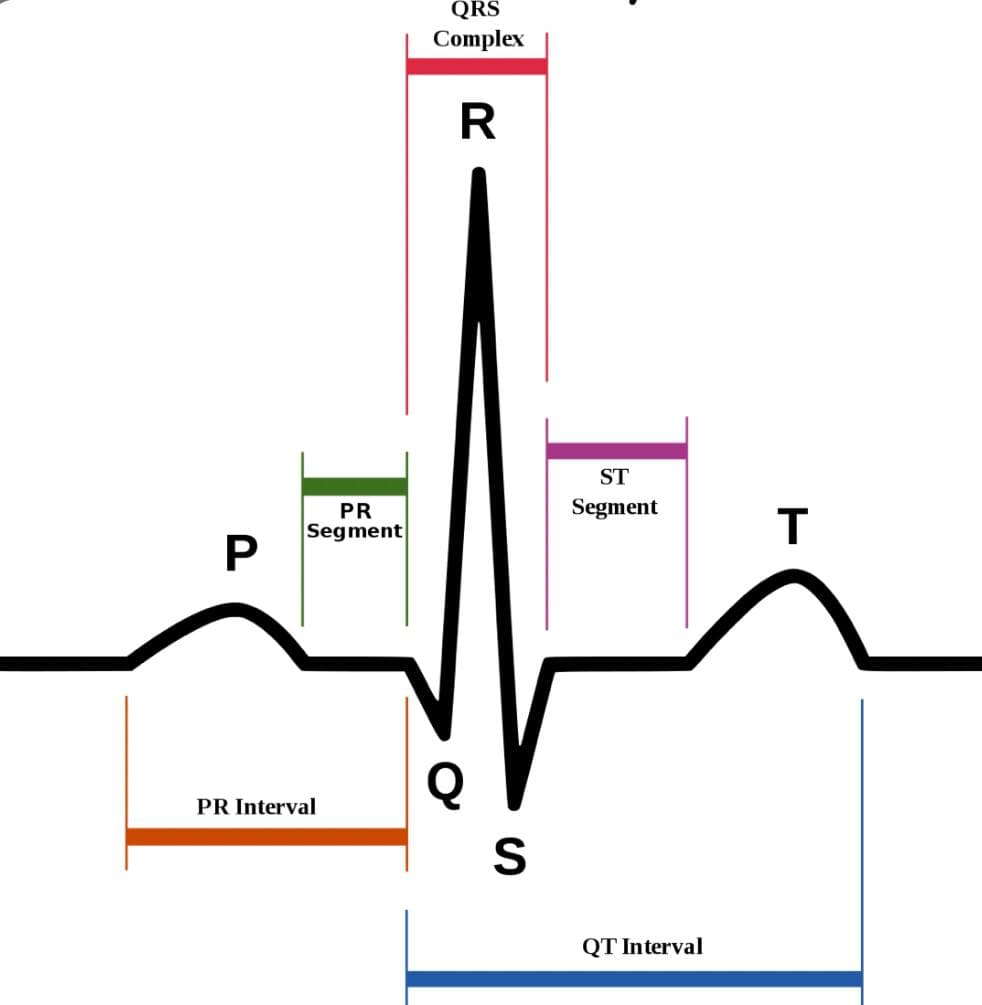 QRS
Complex
R
PR
Segment
ST
Segment
P
T
Q
PR Interval
S
QT Interval